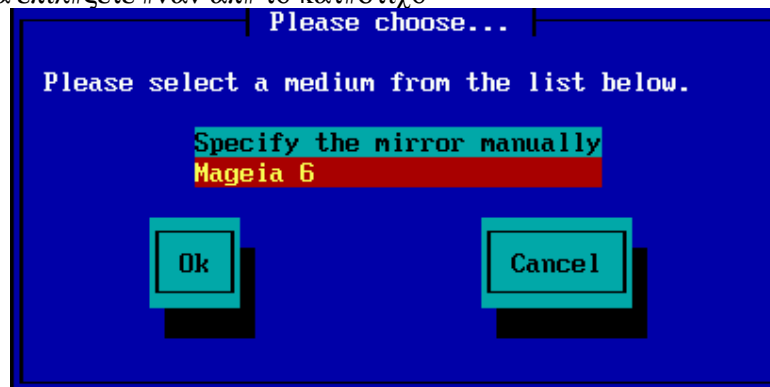 Please choose...
Please select a medium from the list below.
Specify the mirror manually
Mageia 6
Ok
Cancel